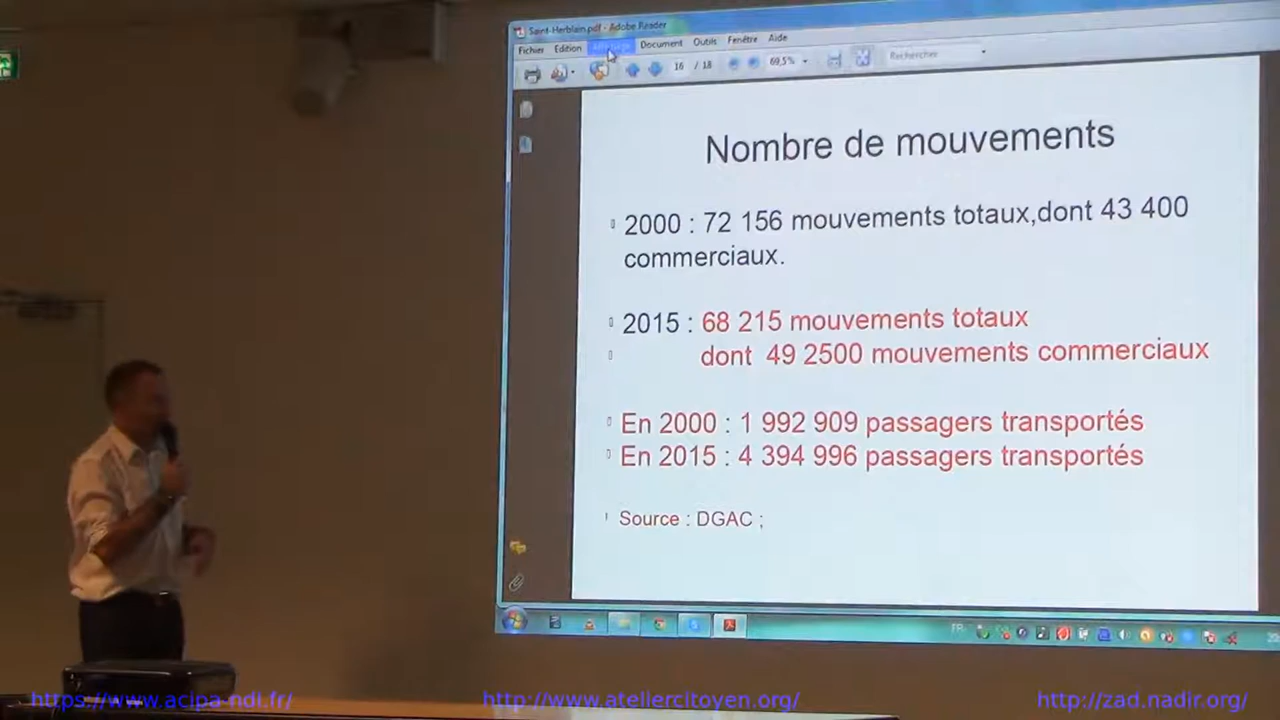 Saint-Herblain.pdf - Adobe Reader
Fichier Edition Affichage Document Outils Fenêtre Aide
16 / 18 69,5% Rechercher
Nombre de mouvements
2000 : 72 156 mouvements totaux,dont 43 400
commerciaux.
2015 : 68 215 mouvements totaux
dont 49 2500 mouvements commerciaux
En 2000 : 1 992 909 passagers transportés
En 2015 : 4 394 996 passagers transportés
Source : DGAC ;
FR
https://www.acipa-ndl.fr/ http://www.ateliercitoyen.org/ http://zad.nadir.org/